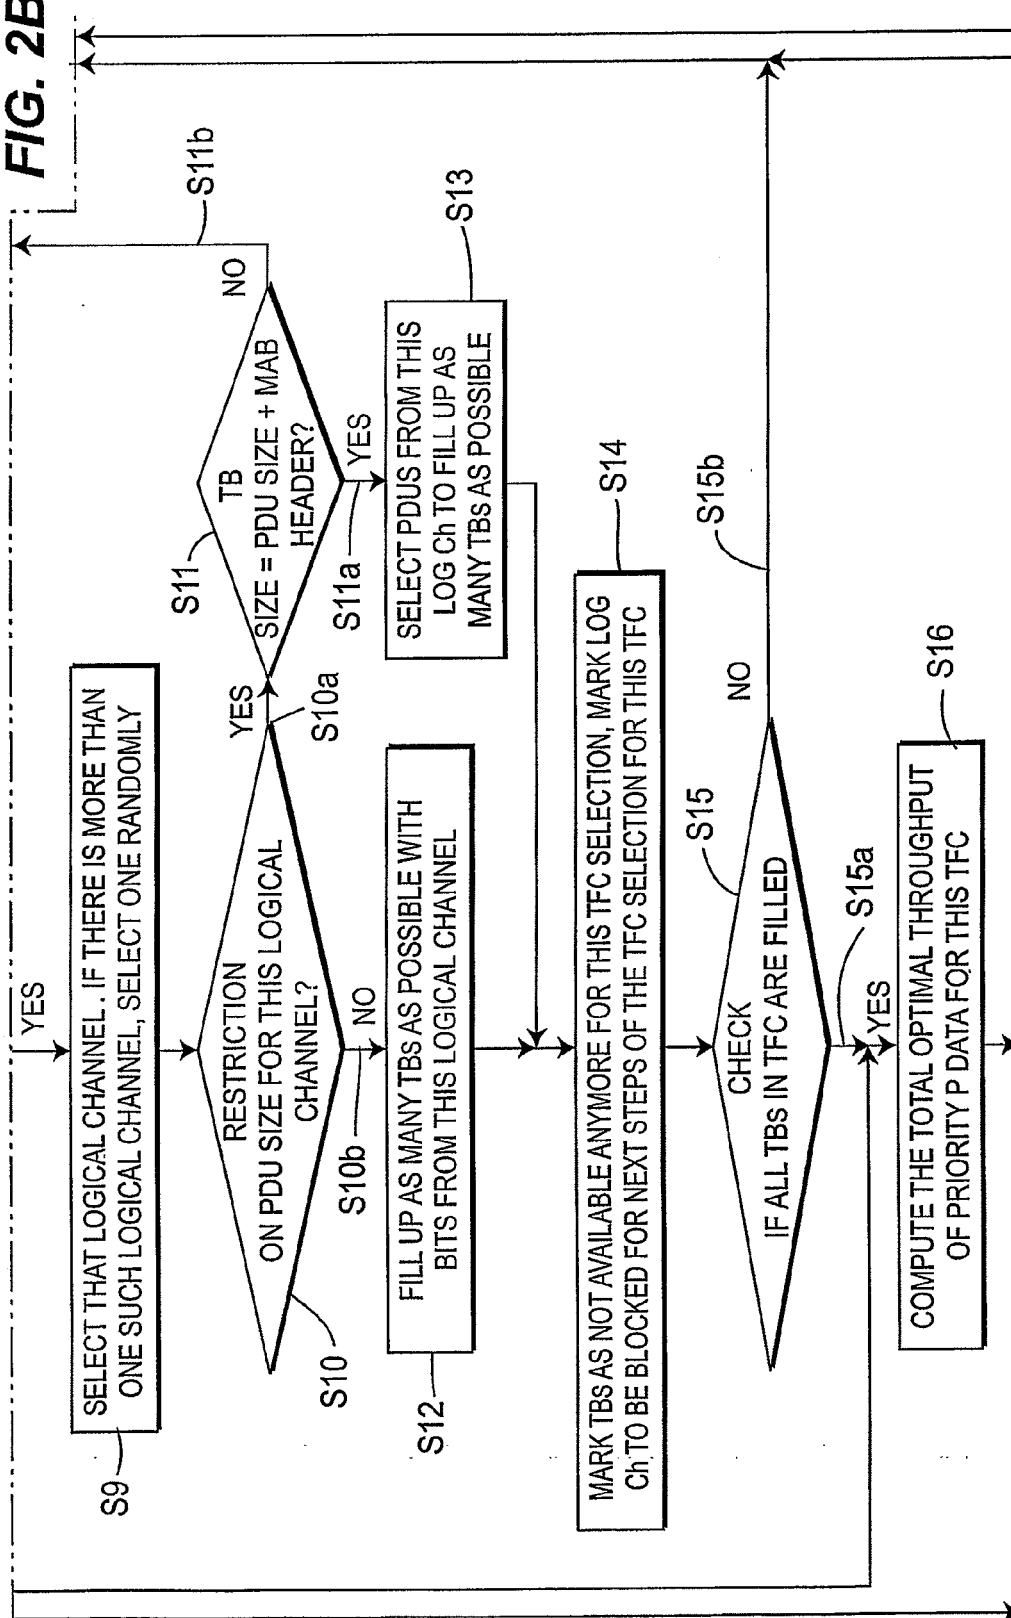 FIG. 2B
YES
SELECT THAT LOGICAL CHANNEL. IF THERE IS MORE THAN
ONE SUCH LOGICAL CHANNEL, SELECT ONE RANDOMLY
S9
RESTRICTION
ON PDU SIZE FOR THIS LOGICAL
CHANNEL?
S10
YES
S10a
NO
S10b
TB
SIZE = PDU SIZE + MAB
HEADER?
S11
NO
S11b
YES
S11a
FILL UP AS MANY TBs AS POSSIBLE WITH
BITS FROM THIS LOGICAL CHANNEL
S12
SELECT PDUS FROM THIS
LOG Ch TO FILL UP AS
MANY TBs AS POSSIBLE
S13
MARK TBs AS NOT AVAILABLE ANYMORE FOR THIS TFC SELECTION, MARK LOG
Ch TO BE BLOCKED FOR NEXT STEPS OF THE TFC SELECTION FOR THIS TFC
S14
CHECK
IF ALL TBs IN TFC ARE FILLED
S15
NO
S15b
S15a
YES
COMPUTE THE TOTAL OPTIMAL THROUGHPUT
OF PRIORITY P DATA FOR THIS TFC
S16